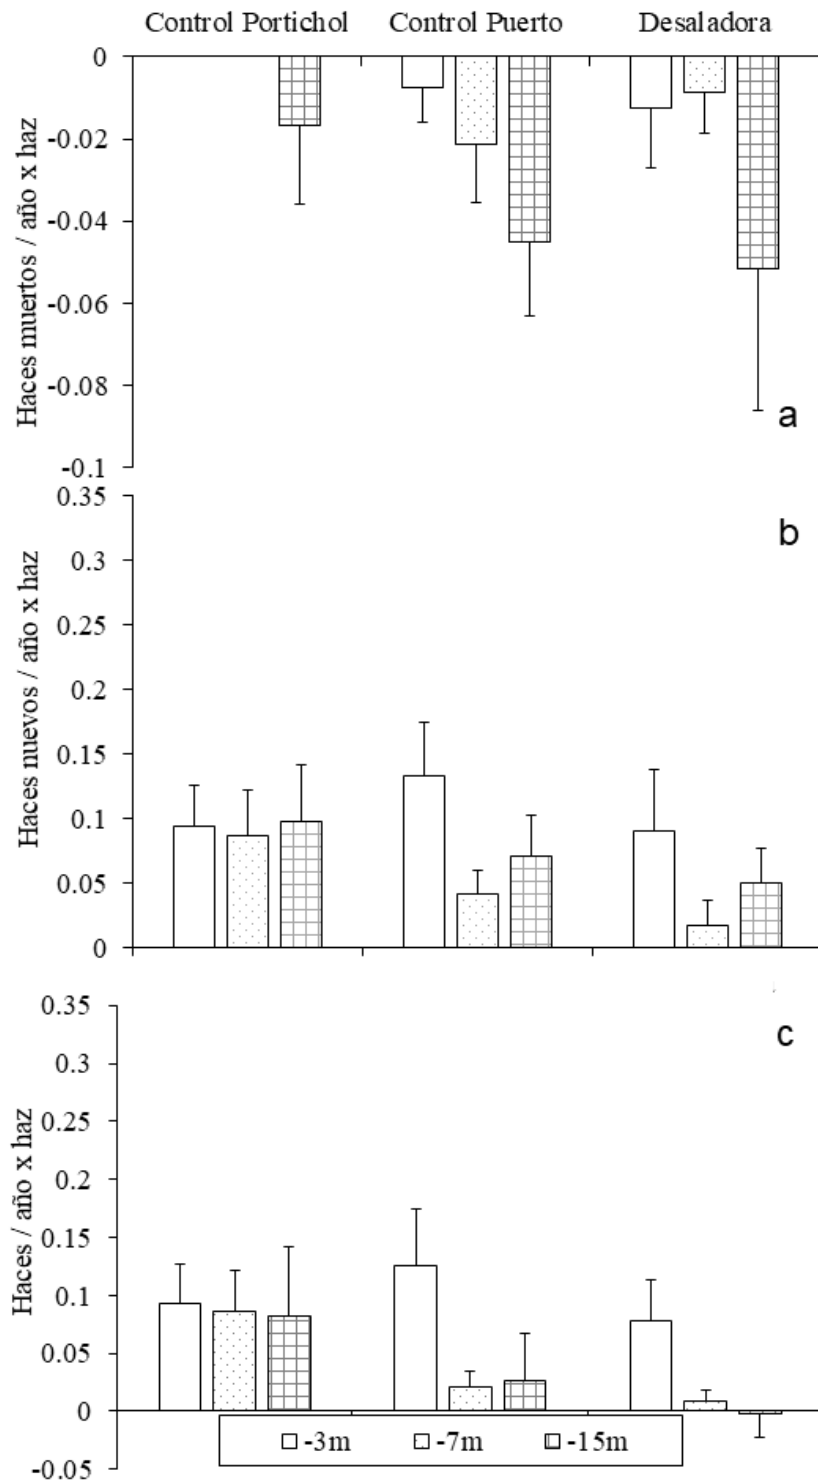 Control Portichol Control Puerto Desaladora
Haces muertos / año x haz
0
-0.02
-0.04
-0.06
-0.08
-0.1
a
Haces nuevos / año x haz
0.35
0.3
0.25
0.2
0.15
0.1
0.05
0
b
Haces / año x haz
0.35
0.3
0.25
0.2
0.15
0.1
0.05
0
-0.05
c
-3m -7m -15m